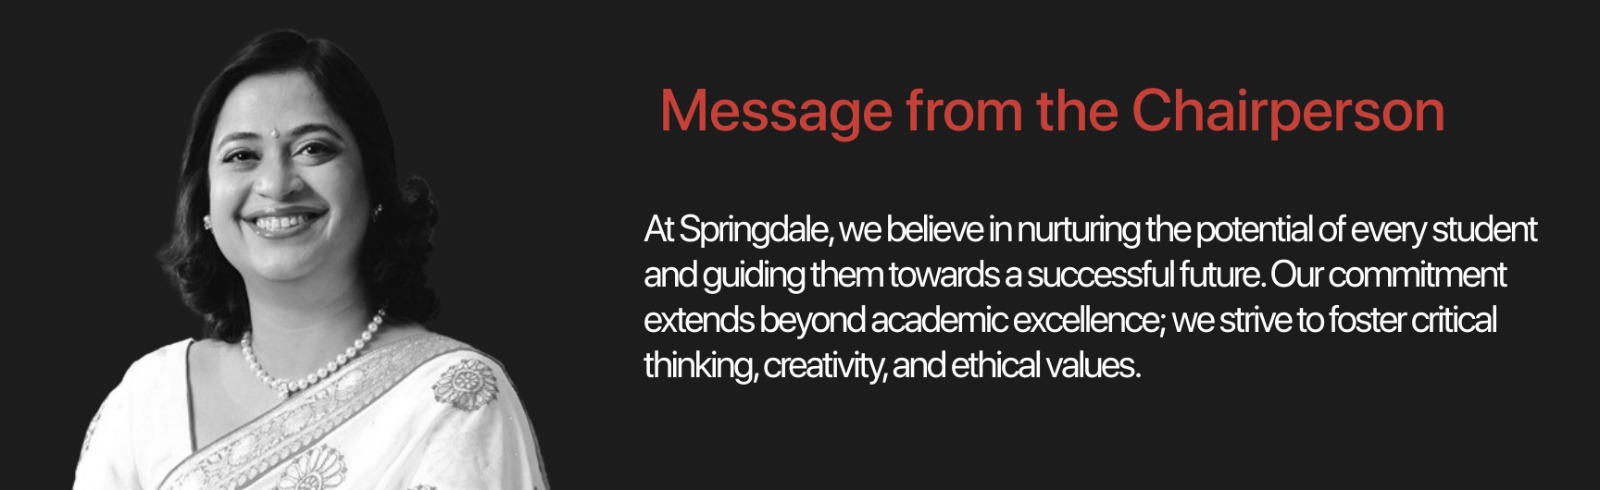 Message from the Chairperson
At Springdale, we believe in nurturing the potential of every student
and guiding them towards a successful future. Our commitment
extends beyond academic excellence; we strive to foster critical
thinking, creativity, and ethical values.